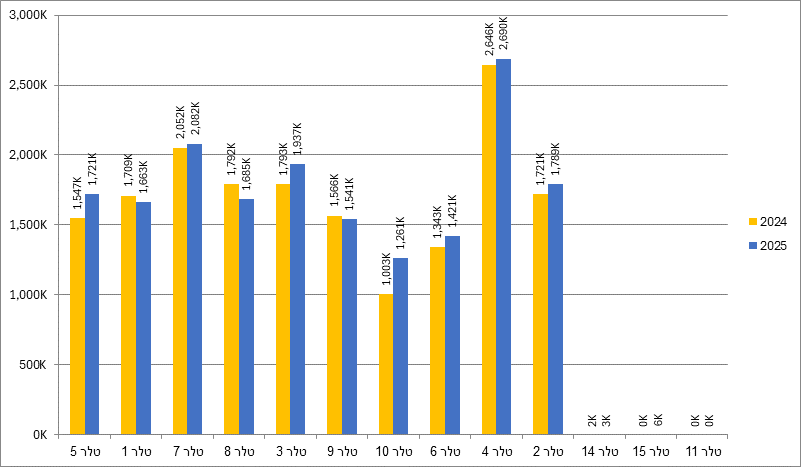 3,000K
2,500K
2,000K
1,500K
1,000K
500K
0K
1,547K 1,721K
1,709K 1,663K
2,052K 2,082K
1,792K 1,685K
1,793K 1,937K
1,566K 1,541K
1,003K 1,261K
1,343K 1,421K
2,646K 2,690K
1,721K 1,789K
2K 3K
0K 6K
0K 0K
טלר 5
טלר 1
טלר 7
טלר 8
טלר 3
טלר 9
טלר 10
טלר 6
טלר 4
טלר 2
טלר 14
טלר 15
טלר 11
2024
2025